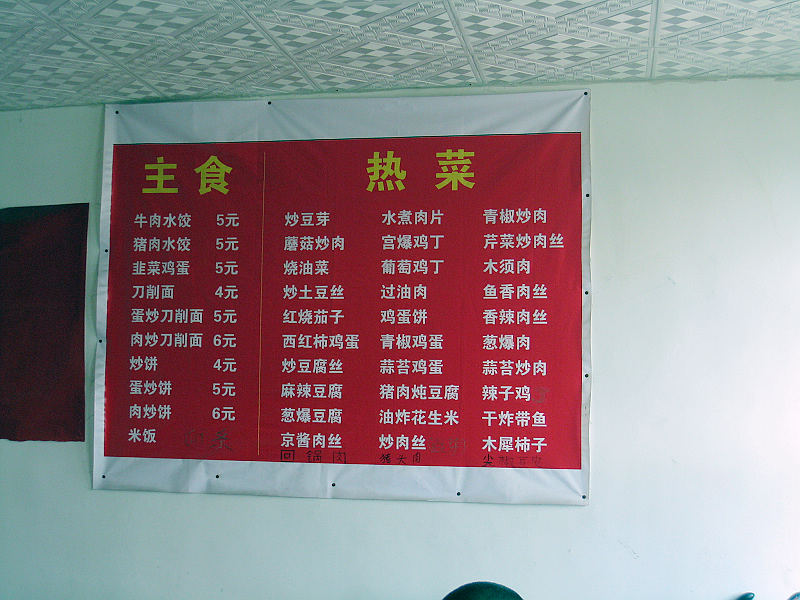 主食
牛肉水饺 5元
猪肉水饺 5元
韭菜鸡蛋 5元
刀削面 4元
蛋炒刀削面 5元
肉炒刀削面 6元
炒饼 4元
蛋炒饼 5元
肉炒饼 6元
米饭
热菜
炒豆芽 水煮肉片 青椒炒肉
蘑菇炒肉 宫爆鸡丁 芹菜炒肉丝
烧油菜 葡萄鸡丁 木须肉
炒土豆丝 过油肉 鱼香肉丝
红烧茄子 鸡蛋饼 香辣肉丝
西红柿鸡蛋 青椒鸡蛋 葱爆肉
炒豆腐丝 蒜苔鸡蛋 蒜苔炒肉
麻辣豆腐 猪肉炖豆腐 辣子鸡
葱爆豆腐 油炸花生米 干炸带鱼
京酱肉丝 炒肉丝 木犀柿子
回锅肉 尖椒